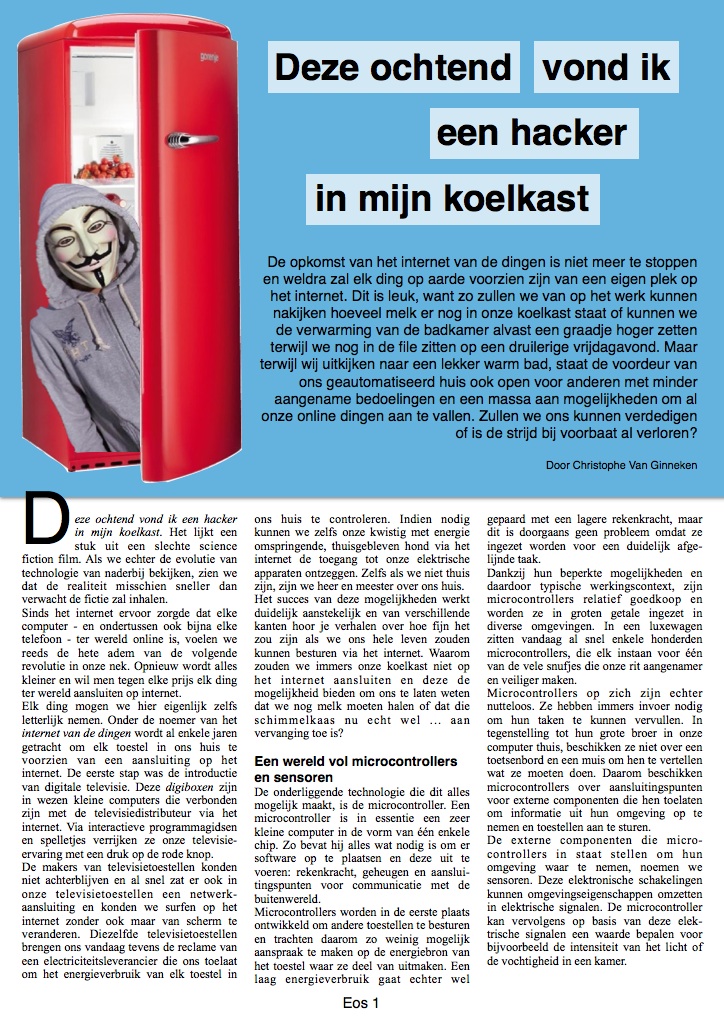 gorenje
Deze ochtend vond ik
een hacker
in mijn koelkast
De opkomst van het internet van de dingen is niet meer te stoppen
en weldra zal elk ding op aarde voorzien zijn van een eigen plek op
het internet. Dit is leuk, want zo zullen we van op het werk kunnen
nakijken hoeveel melk er nog in onze koelkast staat of kunnen we
de verwarming van de badkamer alvast een graadje hoger zetten
terwijl we nog in de file zitten op een druilerige vrijdagavond. Maar
terwijl wij uitkijken naar een lekker warm bad, staat de voordeur van
ons geautomatiseerd huis ook open voor anderen met minder
aangename bedoelingen en een massa aan mogelijkheden om al
onze online dingen aan te vallen. Zullen we ons kunnen verdedigen
of is de strijd bij voorbaat al verloren?
Door Christophe Van Ginneken
Deze ochtend vond ik een hacker
in mijn koelkast. Het lijkt een
stuk uit een slechte science
fiction film. Als we echter de evolutie van
technologie van naderbij bekijken, zien we
dat de realiteit misschien sneller dan
verwacht de fictie zal inhalen.
Sinds het internet ervoor zorgde dat elke
computer - en ondertussen ook bijna elke
telefoon - ter wereld online is, voelen we
reeds de hete adem van de volgende
revolutie in onze nek. Opnieuw wordt alles
kleiner en wil men tegen elke prijs elk ding
ter wereld aansluiten op internet.
Elk ding mogen we hier eigenlijk zelfs
letterlijk nemen. Onder de noemer van het
internet van de dingen wordt al enkele jaren
getracht om elk toestel in ons huis te
voorzien van een aansluiting op het
internet. De eerste stap was de introductie
van digitale televisie. Deze digiboxen zijn
in wezen kleine computers die verbonden
zijn met de televisiedistributeur via het
internet. Via interactieve programmagidsen
en spelletjes verrijken ze onze televisie-
ervaring met een druk op de rode knop.
De makers van televisietoestellen konden
niet achterblijven en al snel zat er ook in
onze televisietoestellen een netwerk-
aansluiting en konden we surfen op het
internet zonder ook maar van scherm te
veranderen. Diezelfde televisietoestellen
brengen ons vandaag tevens de reclame van
een electriciteitsleverancier die ons toelaat
om het energieverbruik van elk toestel in
ons huis te controleren. Indien nodig
kunnen we zelfs onze kwistig met energie
omspringende, thuisgebleven hond via het
internet de toegang tot onze elektrische
apparaten ontzeggen. Zelfs als we niet thuis
zijn, zijn we heer en meester over ons huis.
Het succes van deze mogelijkheden werkt
duidelijk aanstekelijk en van verschillende
kanten hoor je verhalen over hoe fijn het
zou zijn als we ons hele leven zouden
kunnen besturen via het internet. Waarom
zouden we immers onze koelkast niet op
het internet aansluiten en deze de
mogelijkheid bieden om ons te laten weten
dat we nog melk moeten halen of dat die
schimmelkaas nu echt wel ... aan
vervanging toe is?
Een wereld vol microcontrollers
en sensoren
De onderliggende technologie die dit alles
mogelijk maakt, is de microcontroller. Een
microcontroller is in essentie een zeer
kleine computer in de vorm van één enkele
chip. Zo bevat hij alles wat nodig is om er
software op te plaatsen en deze uit te
voeren: rekenkracht, geheugen en aanslui-
tingspunten voor communicatie met de
buitenwereld.
Microcontrollers worden in de eerste plaats
ontwikkeld om andere toestellen te besturen
en trachten daarom zo weinig mogelijk
aanspraak te maken op de energiebron van
het toestel waar ze deel van uitmaken. Een
laag energieverbruik gaat echter wel
gepaard met een lagere rekenkracht, maar
dit is doorgaans geen probleem omdat ze
ingezet worden voor een duidelijk afge-
lijnde taak.
Dankzij hun beperkte mogelijkheden en
daardoor typische werkingscontext, zijn
microcontrollers relatief goedkoop en
worden ze in groten getale ingezet in
diverse omgevingen. In een luxewagen
zitten vandaag al snel enkele honderden
microcontrollers, die elk instaan voor één
van de vele snufjes die onze rit aangenamer
en veiliger maken.
Microcontrollers op zich zijn echter
nutteloos. Ze hebben immers invoer nodig
om hun taken te kunnen vervullen. In
tegenstelling tot hun grote broer in onze
computer thuis, beschikken ze niet over een
toetsenbord en een muis om hen te vertellen
wat ze moeten doen. Daarom beschikken
microcontrollers over aansluitingspunten
voor externe componenten die hen toelaten
om informatie uit hun omgeving op te
nemen en toestellen aan te sturen.
De externe componenten die micro-
controllers in staat stellen om hun
omgeving waar te nemen, noemen we
sensoren. Deze elektronische schakelingen
kunnen omgevingseigenschappen omzetten
in elektrische signalen. De microcontroller
kan vervolgens op basis van deze elek-
trische signalen een waarde bepalen voor
bijvoorbeeld de intensiteit van het licht of
de vochtigheid in een kamer.
Eos 1